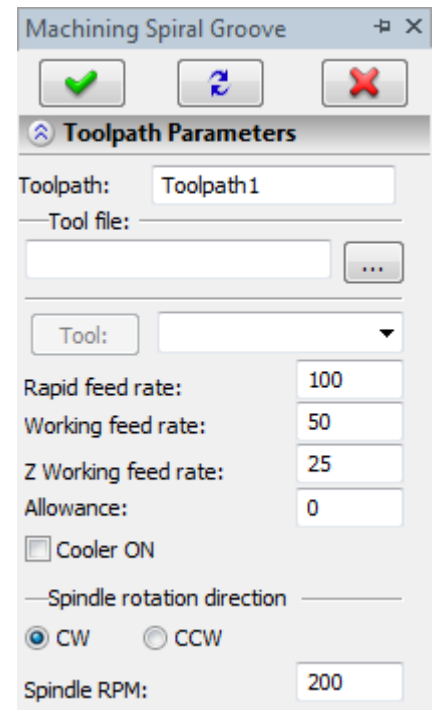 Machining Spiral Groove
Toolpath Parameters
Toolpath: Toolpath1
Tool file:
...
Tool:
Rapid feed rate: 100
Working feed rate: 50
Z Working feed rate: 25
Allowance: 0
Cooler ON
Spindle rotation direction
CW CCW
Spindle RPM: 200